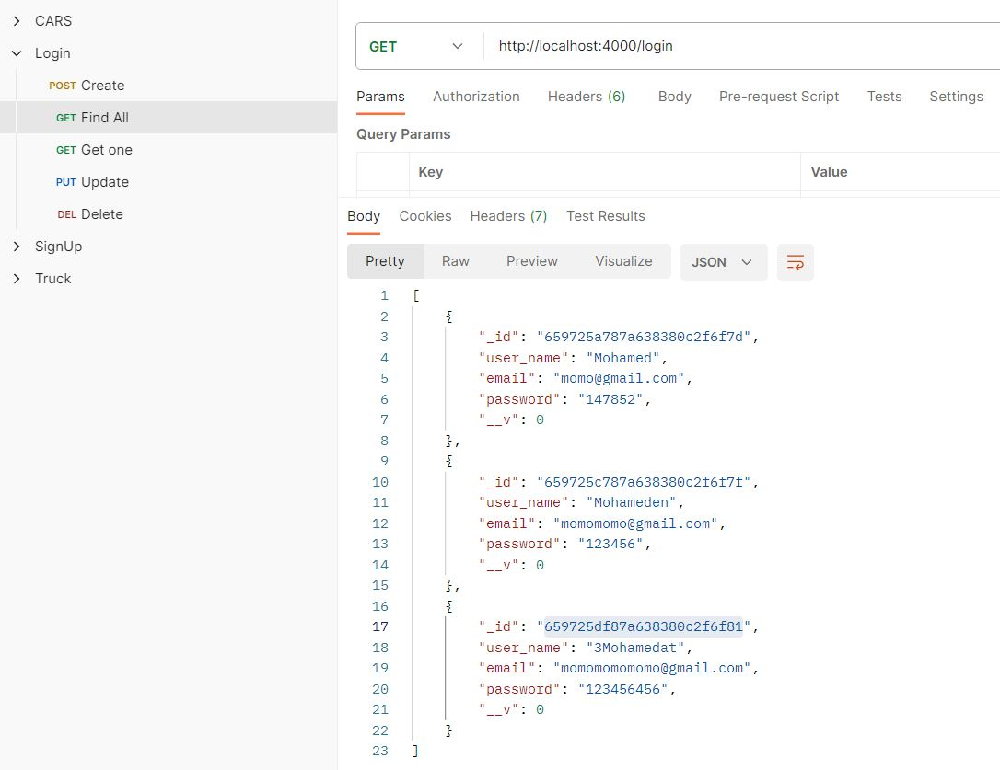 CARS
Login
POST Create
GET Find All
GET Get one
PUT Update
DEL Delete
SignUp
Truck
GET http://localhost:4000/login
Params Authorization Headers (6) Body Pre-request Script Tests Settings
Query Params
Key Value
Body Cookies Headers (7) Test Results
Pretty Raw Preview Visualize JSON
1 [
2 {
3 "_id": "659725a787a638380c2f6f7d",
4 "user_name": "Mohamed",
5 "email": "momo@gmail.com",
6 "password": "147852",
7 "__v": 0
8 },
9 {
10 "_id": "659725c787a638380c2f6f7f",
11 "user_name": "Mohameden",
12 "email": "momomomo@gmail.com",
13 "password": "123456",
14 "__v": 0
15 },
16 {
17 "_id": "659725df87a638380c2f6f81",
18 "user_name": "3Mohamedat",
19 "email": "momomomomomo@gmail.com",
20 "password": "123456456",
21 "__v": 0
22 }
23 ]